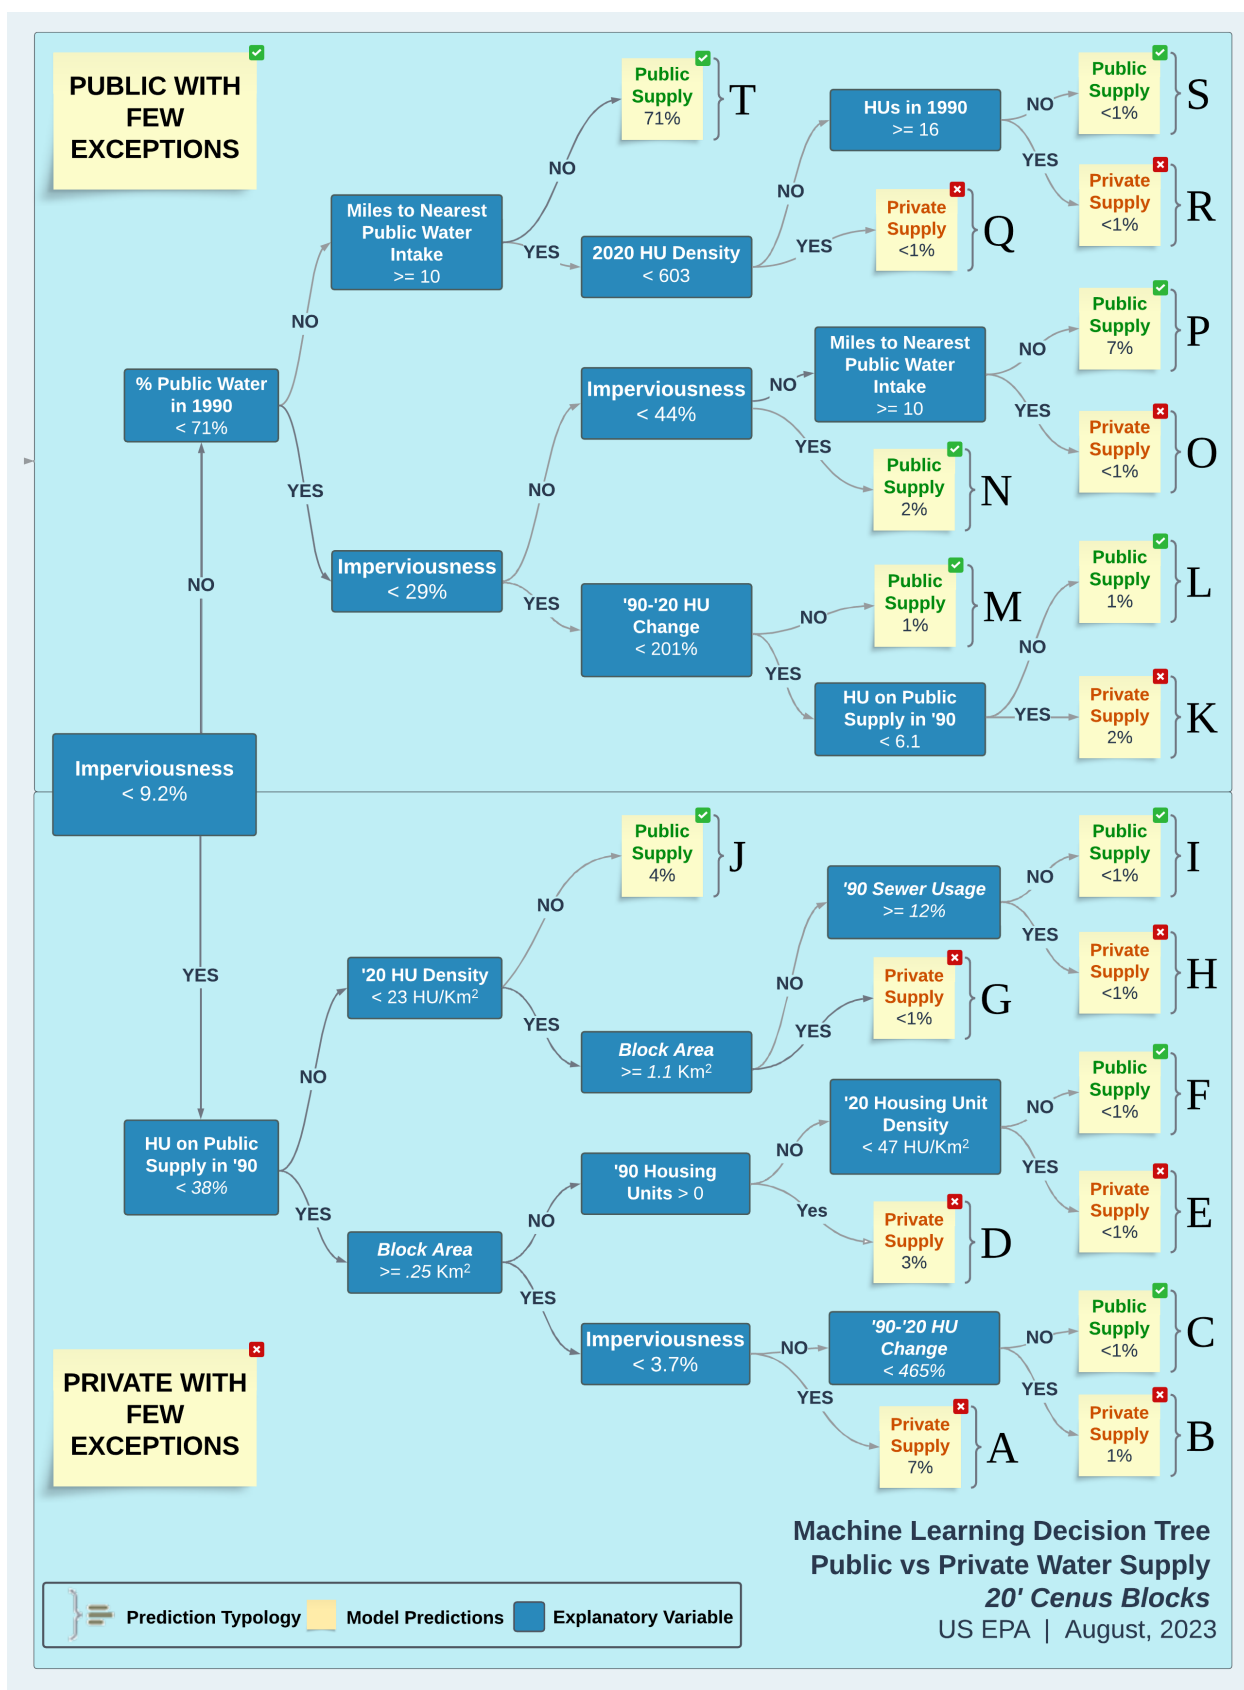 PUBLIC WITH
FEW
EXCEPTIONS
Public
Supply
71%
T
HUs in 1990
>= 16
NO
Public
Supply
<1%
S
YES
Private
Supply
<1%
R
NO
Miles to Nearest
Public Water
Intake
>= 10
YES
2020 HU Density
< 603
NO
YES
Private
Supply
<1%
Q
NO
% Public Water
in 1990
< 71%
YES
Imperviousness
< 44%
NO
Miles to Nearest
Public Water
Intake
>= 10
NO
Public
Supply
7%
P
YES
Private
Supply
<1%
O
YES
Public
Supply
2%
N
NO
Imperviousness
< 29%
YES
'90-'20 HU
Change
< 201%
NO
Public
Supply
1%
M
YES
HU on Public
Supply in '90
< 6.1
NO
Public
Supply
1%
L
YES
Private
Supply
2%
K
NO
Imperviousness
< 9.2%
YES
Public
Supply
4%
J
NO
'20 HU Density
< 23 HU/Km²
YES
'90 Sewer Usage
>= 12%
NO
Public
Supply
<1%
I
YES
Private
Supply
<1%
H
NO
Block Area
>= 1.1 Km²
YES
Private
Supply
<1%
G
NO
HU on Public
Supply in '90
< 38%
YES
'90 Housing
Units > 0
NO
'20 Housing Unit
Density
< 47 HU/Km²
NO
Public
Supply
<1%
F
YES
Private
Supply
<1%
E
Yes
Private
Supply
3%
D
NO
Block Area
>= .25 Km²
YES
Imperviousness
< 3.7%
NO
'90-'20 HU
Change
< 465%
NO
Public
Supply
<1%
C
YES
Private
Supply
1%
B
YES
Private
Supply
7%
A
PRIVATE WITH
FEW
EXCEPTIONS
Machine Learning Decision Tree
Public vs Private Water Supply
20' Cenus Blocks
US EPA | August, 2023
Prediction Typology
Model Predictions
Explanatory Variable